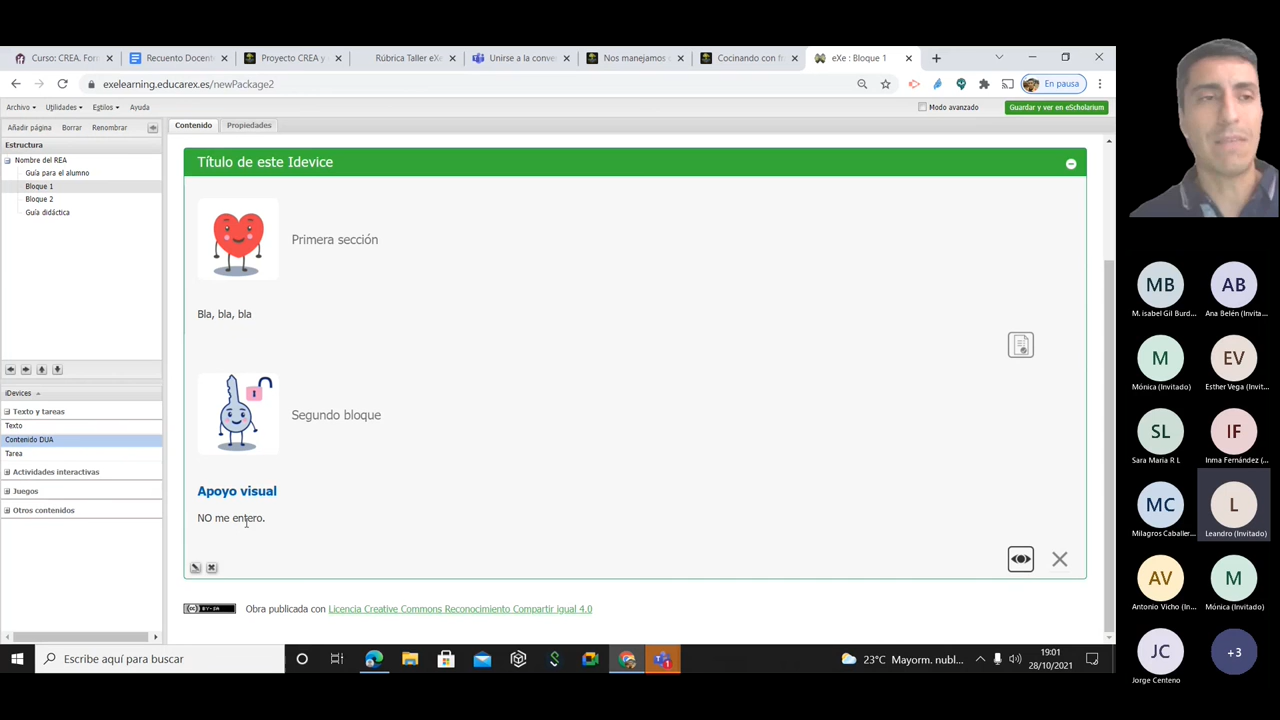 Curso: CREA. For
Recuento Docent
Proyecto CREA y
Rúbrica Taller eXe
Unirse a la conve
Nos manejamos c
Cocinando con fr
eXe : Bloque 1
exelearning.educarex.es/newPackage2
En pausa
Archivo
Utilidades
Estilos
Ayuda
Modo avanzado
Guardar y ver en eScholarium
Añadir página
Borrar
Renombrar
Contenido
Propiedades
Estructura
Nombre del REA
Guía para el alumno
Bloque 1
Bloque 2
Guía didáctica
iDevices
Texto y tareas
Texto
Contenido DUA
Tarea
Actividades interactivas
Juegos
Otros contenidos
Título de este Idevice
Primera sección
Bla, bla, bla
Segundo bloque
Apoyo visual
NO me entero.
BY-SA
Obra publicada con Licencia Creative Commons Reconocimiento Compartir igual 4.0
MB
M. isabel Gil Burd...
AB
Ana Belén (Invita...
M
Mónica (Invitado)
EV
Esther Vega (Invit...
SL
Sara Maria R L
IF
Inma Fernández (...
MC
Milagros Caballer...
L
Leandro (Invitado)
AV
Antonio Vicho (In...
M
Mónica (Invitado)
JC
Jorge Centeno
+3
Escribe aquí para buscar
23°C Mayorm. nubl...
19:01
28/10/2021